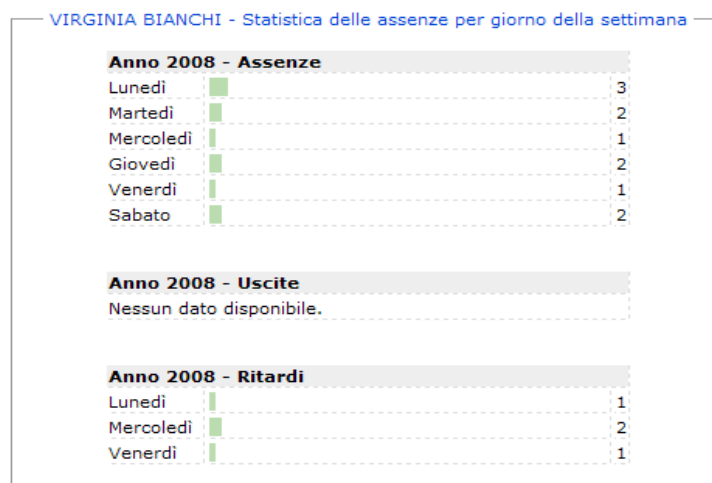 VIRGINIA BIANCHI - Statistica delle assenze per giorno della settimana
Anno 2008 - Assenze
Lunedì 3
Martedì 2
Mercoledì 1
Giovedì 2
Venerdì 1
Sabato 2
Anno 2008 - Uscite
Nessun dato disponibile.
Anno 2008 - Ritardi
Lunedì 1
Mercoledì 2
Venerdì 1